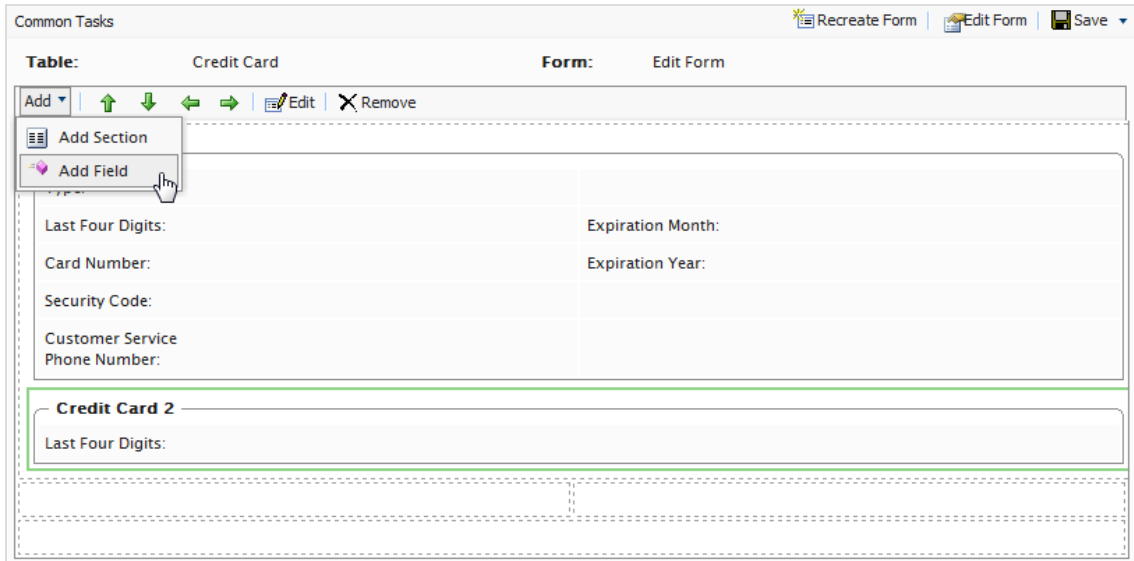 Common Tasks Recreate Form Edit Form Save
Table: Credit Card Form: Edit Form
Add Edit Remove
Add Section
Add Field
Last Four Digits: Expiration Month:
Card Number: Expiration Year:
Security Code:
Customer Service
Phone Number:
Credit Card 2
Last Four Digits: